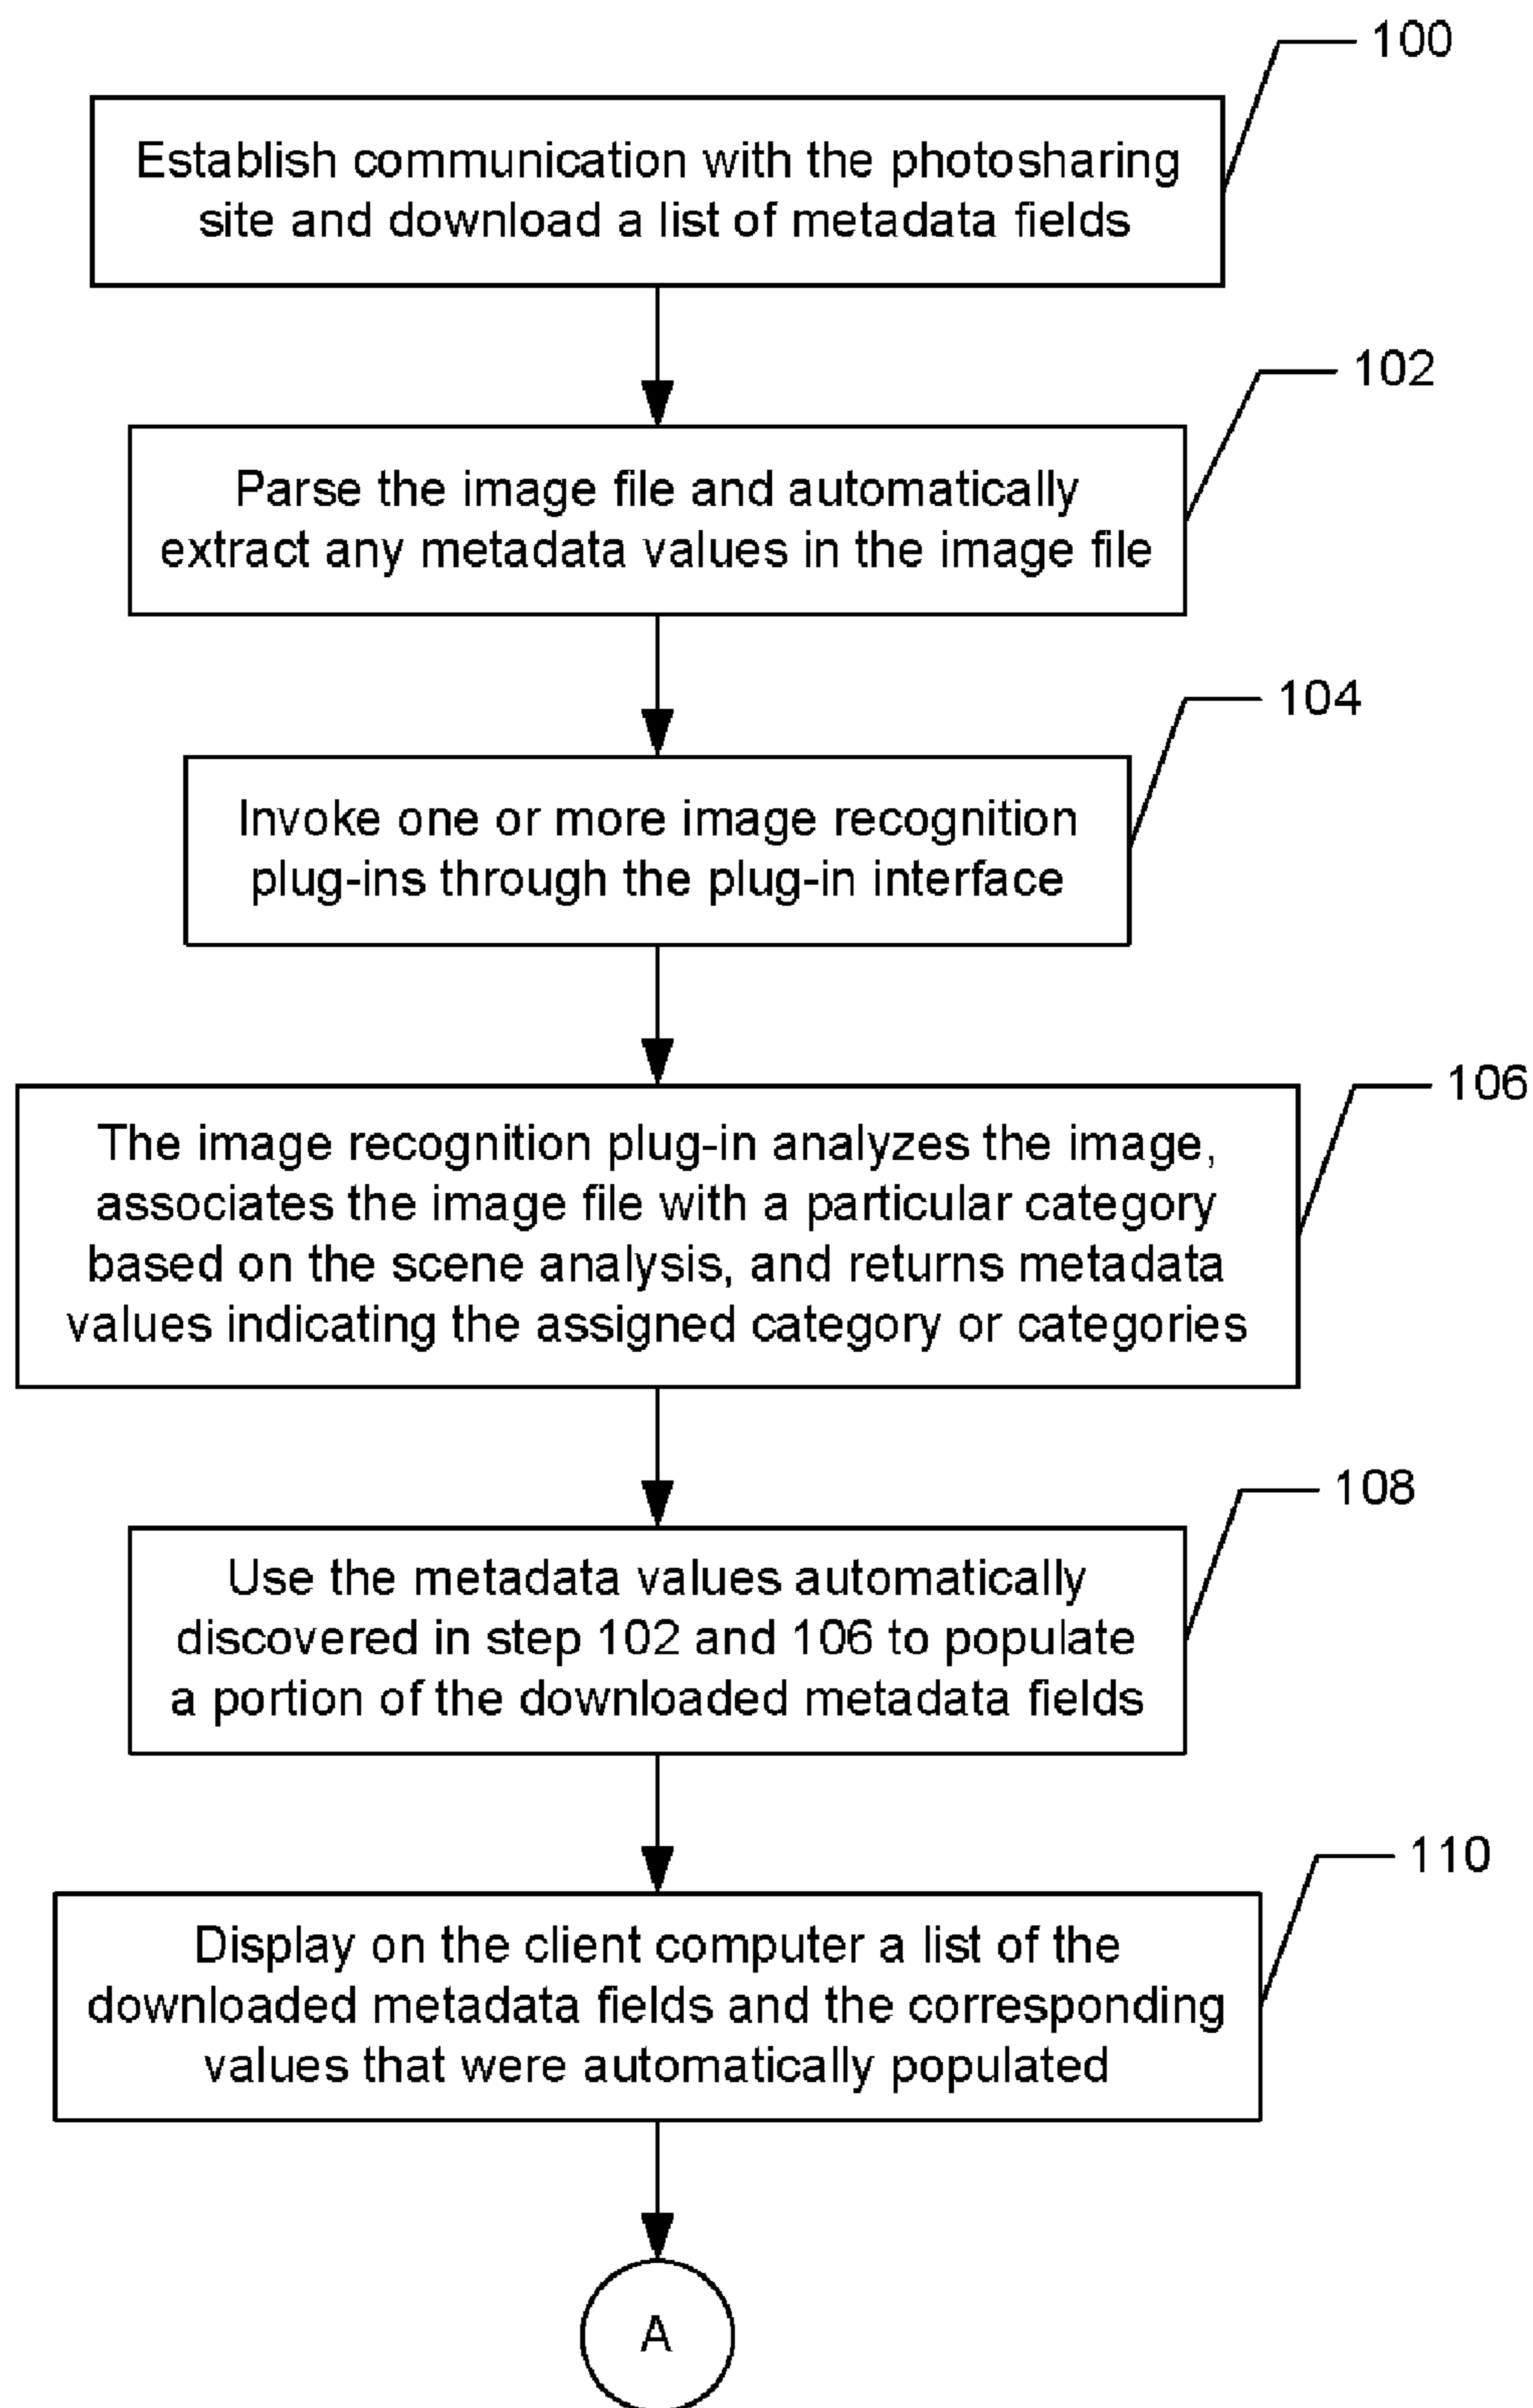 100
Establish communication with the photosharing
site and download a list of metadata fields
102
Parse the image file and automatically
extract any metadata values in the image file
104
Invoke one or more image recognition
plug-ins through the plug-in interface
106
The image recognition plug-in analyzes the image,
associates the image file with a particular category
based on the scene analysis, and returns metadata
values indicating the assigned category or categories
108
Use the metadata values automatically
discovered in step 102 and 106 to populate
a portion of the downloaded metadata fields
110
Display on the client computer a list of the
downloaded metadata fields and the corresponding
values that were automatically populated
A